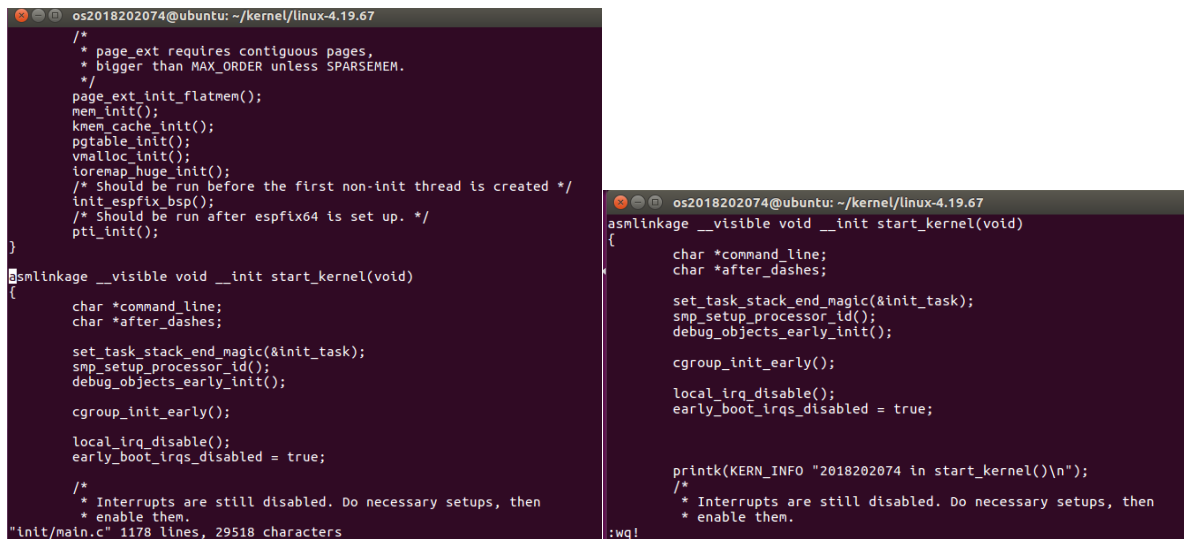 os2018202074@ubuntu: ~/kernel/linux-4.19.67
/*
* page_ext requires contiguous pages,
* bigger than MAX_ORDER unless SPARSEMEM.
*/
page_ext_init_flatmem();
mem_init();
kmem_cache_init();
pgtable_init();
vmalloc_init();
ioremap_huge_init();
/* Should be run before the first non-init thread is created */
init_espfix_bsp();
/* Should be run after espfix64 is set up. */
pti_init();
}
asmlinkage __visible void __init start_kernel(void)
{
char *command_line;
char *after_dashes;
set_task_stack_end_magic(&init_task);
smp_setup_processor_id();
debug_objects_early_init();
cgroup_init_early();
local_irq_disable();
early_boot_irqs_disabled = true;
/*
* Interrupts are still disabled. Do necessary setups, then
* enable them.
"init/main.c" 1178 lines, 29518 characters
os2018202074@ubuntu: ~/kernel/linux-4.19.67
asmlinkage __visible void __init start_kernel(void)
{
char *command_line;
char *after_dashes;
set_task_stack_end_magic(&init_task);
smp_setup_processor_id();
debug_objects_early_init();
cgroup_init_early();
local_irq_disable();
early_boot_irqs_disabled = true;
printk(KERN_INFO "2018202074 in start_kernel()\n");
/*
* Interrupts are still disabled. Do necessary setups, then
* enable them.
:wq!